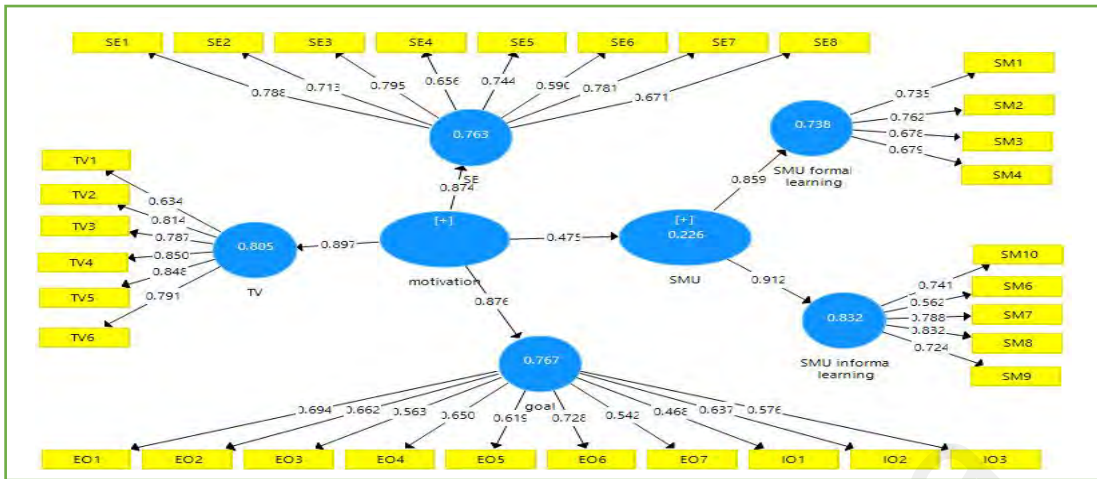 SE1 SE2 SE3 SE4 SE5 SE6 SE7 SE8
0.788 0.713 0.795 0.656 0.744 0.590 0.781 0.671
0.763
SE
0.874
TV1
TV2
TV3
TV4
TV5
TV6
0.634
0.814
0.787
0.850
0.848
0.791
0.805
TV
0.897
[+]
motivation
0.475
[+]
0.226
SMU
0.859
0.738
SMU formal
learning
0.735
0.762
0.678
0.679
SM1
SM2
SM3
SM4
0.912
0.832
SMU informa
learning
0.741
0.562
0.788
0.832
0.724
SM10
SM6
SM7
SM8
SM9
0.876
0.767
goal
0.694 0.662 0.563 0.650 0.619 0.728 0.542 0.468 0.637 0.576
EO1 EO2 EO3 EO4 EO5 EO6 EO7 IO1 IO2 IO3